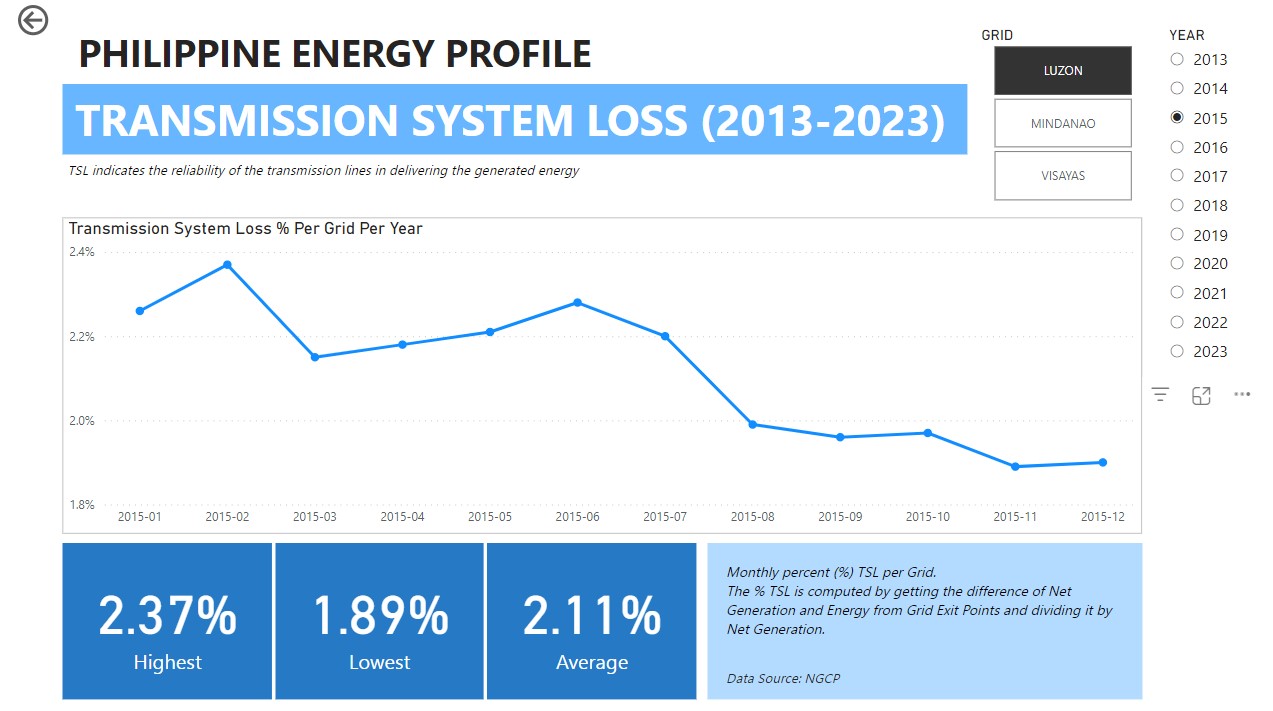 PHILIPPINE ENERGY PROFILE
TRANSMISSION SYSTEM LOSS (2013-2023)
TSL indicates the reliability of the transmission lines in delivering the generated energy
GRID
LUZON
MINDANAO
VISAYAS
YEAR
2013
2014
2015
2016
2017
2018
2019
2020
2021
2022
2023
Transmission System Loss % Per Grid Per Year
2.4%
2.2%
2.0%
1.8%
2015-01 2015-02 2015-03 2015-04 2015-05 2015-06 2015-07 2015-08 2015-09 2015-10 2015-11 2015-12
2.37%
Highest
1.89%
Lowest
2.11%
Average
Monthly percent (%) TSL per Grid.
The % TSL is computed by getting the difference of Net
Generation and Energy from Grid Exit Points and dividing it by
Net Generation.
Data Source: NGCP